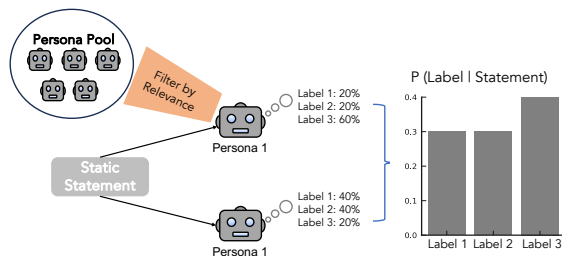 Persona Pool
Filter by
Relevance
Label 1: 20%
Label 2: 20%
Label 3: 60%
Persona 1
Static
Statement
Label 1: 40%
Label 2: 40%
Label 3: 20%
Persona 1
P (Label | Statement)
0.4
0.3
0.2
0.1
0.0
Label 1 Label 2 Label 3